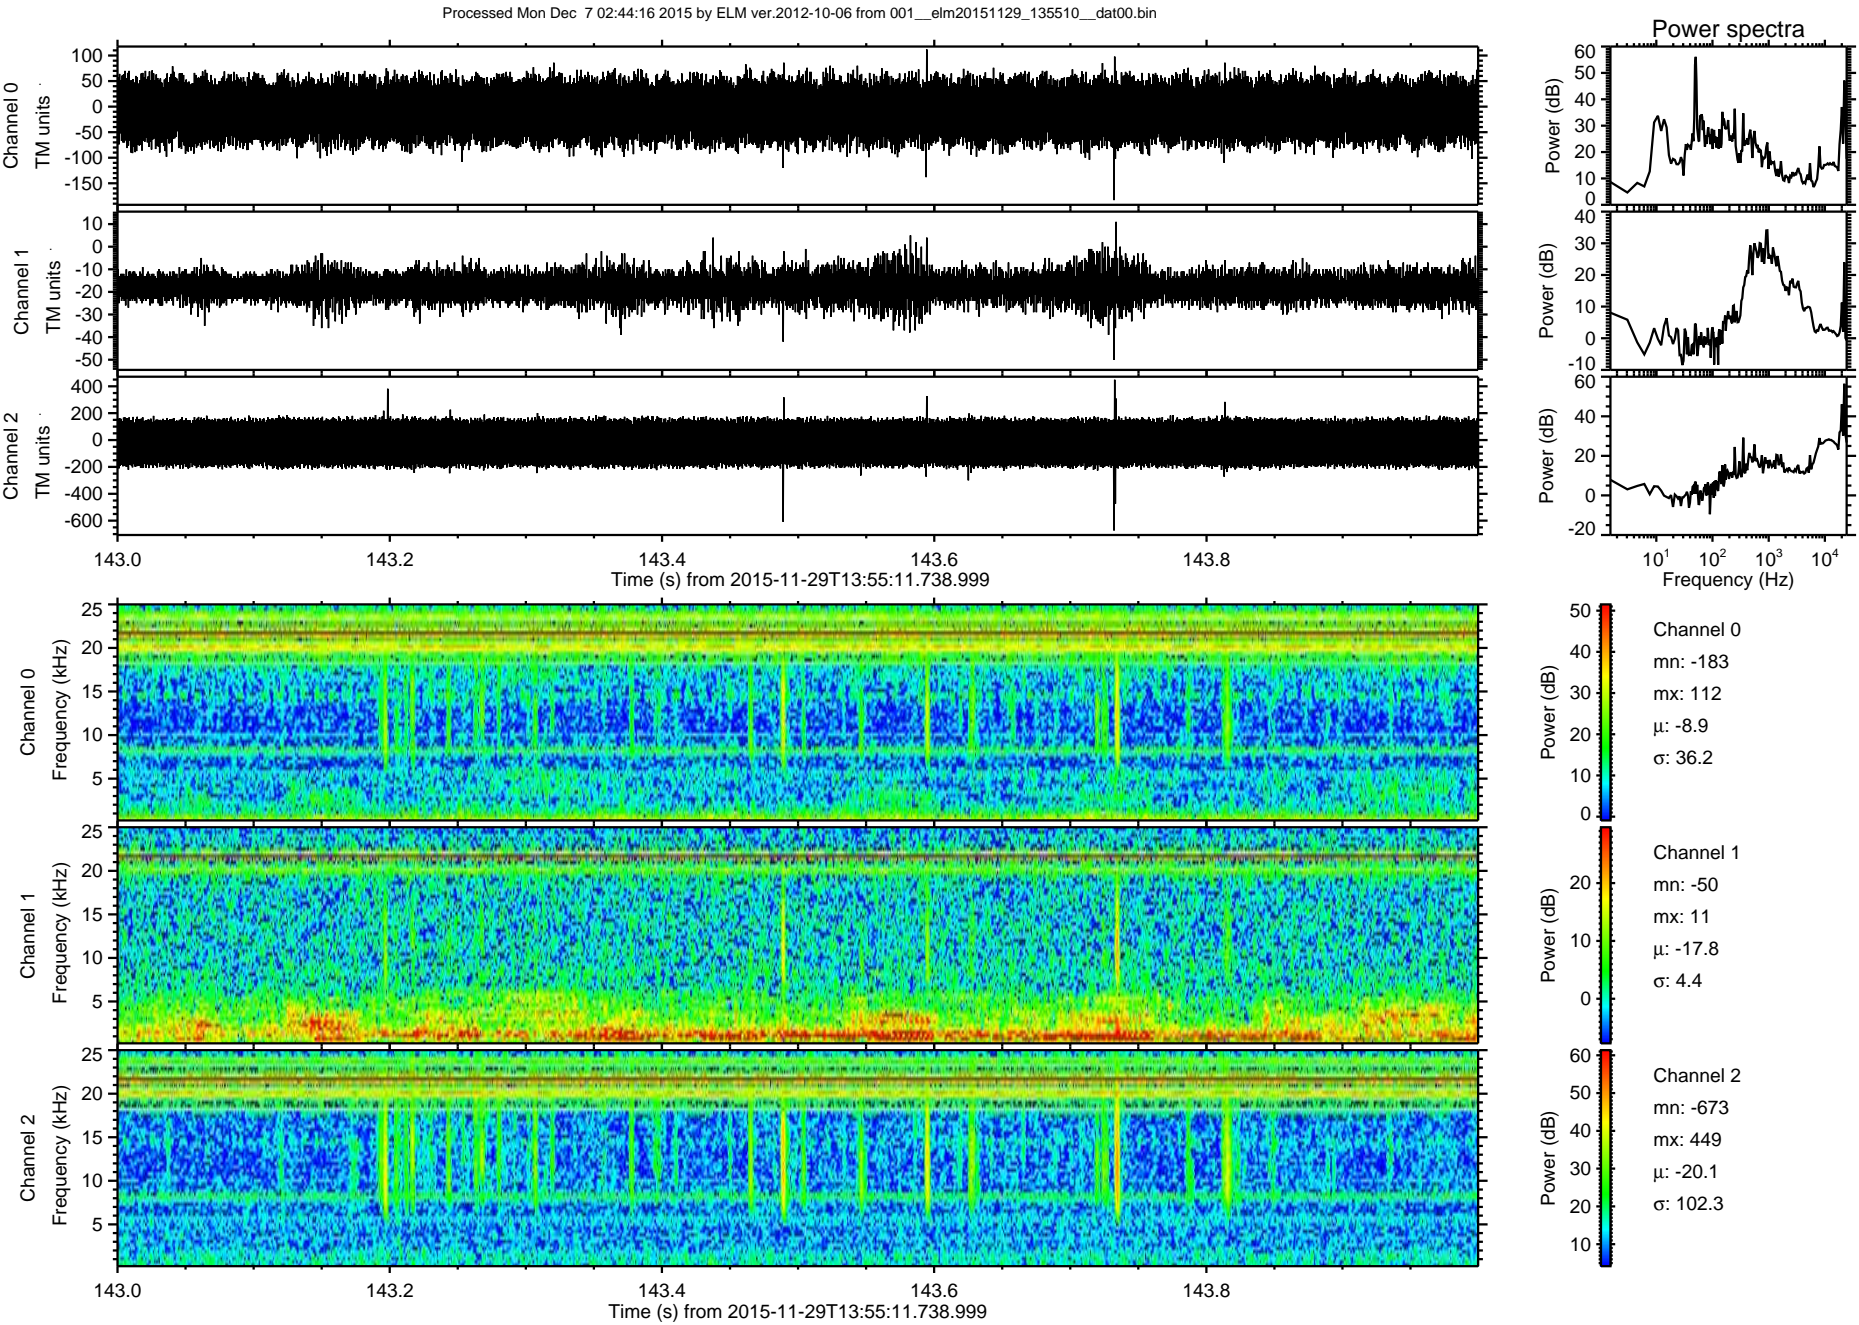 Processed Mon Dec  7 02:44:16 2015 by ELM ver.2012-10-06 from 001__elm20151129_135510__dat00.bin
Power spectra
Channel 0
TM units
100
50
0
-50
-100
-150
Power (dB)
60
50
40
30
20
10
0
Channel 1
TM units
10
0
-10
-20
-30
-40
-50
Power (dB)
40
30
20
10
0
-10
Channel 2
TM units
400
200
0
-200
-400
-600
Power (dB)
60
40
20
0
-20
143.0 143.2 143.4 143.6 143.8
Time (s) from 2015-11-29T13:55:11.738.999
10¹ 10² 10³ 10⁴
Frequency (Hz)
Channel 0
Frequency (kHz)
25
20
15
10
5
Power (dB)
50
40
30
20
10
0
Channel 0
mn: -183
mx: 112
μ: -8.9
σ: 36.2
Channel 1
Frequency (kHz)
25
20
15
10
5
Power (dB)
20
10
0
Channel 1
mn: -50
mx: 11
μ: -17.8
σ: 4.4
Channel 2
Frequency (kHz)
25
20
15
10
5
Power (dB)
60
50
40
30
20
10
Channel 2
mn: -673
mx: 449
μ: -20.1
σ: 102.3
143.0 143.2 143.4 143.6 143.8
Time (s) from 2015-11-29T13:55:11.738.999